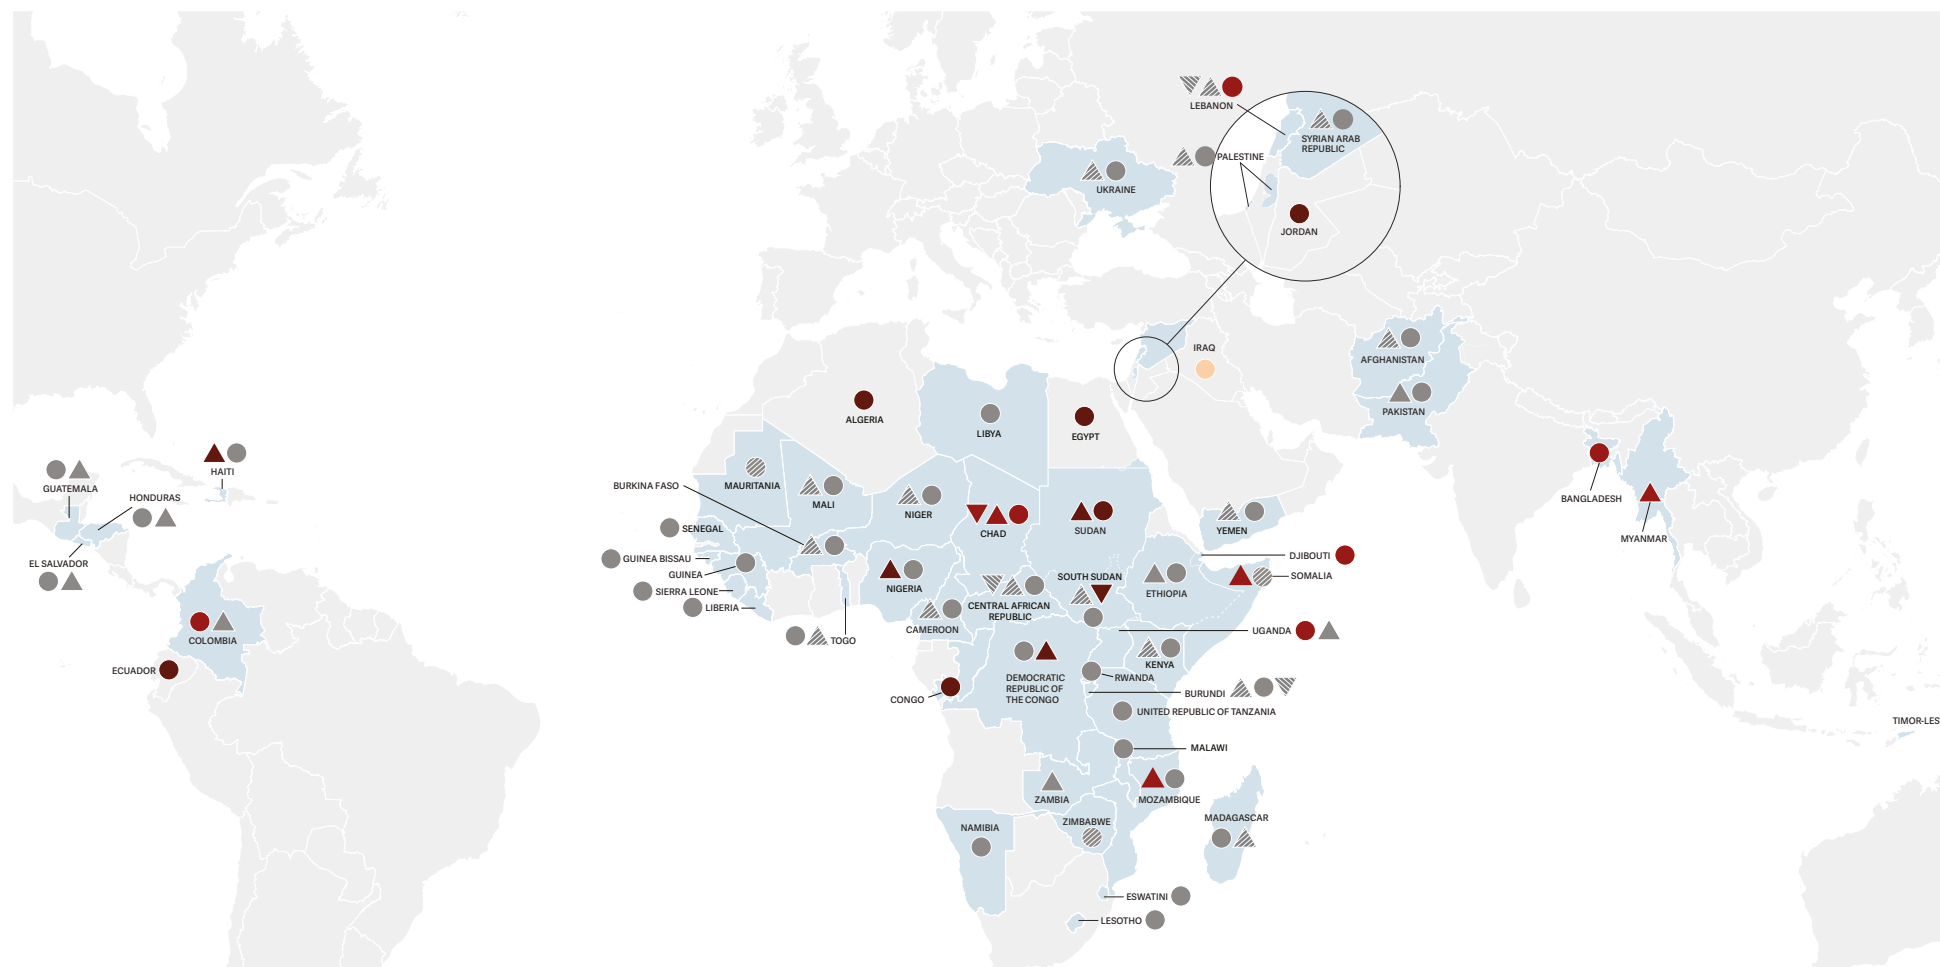 LEBANON
SYRIAN ARAB
REPUBLIC
PALESTINE
UKRAINE
JORDAN
IRAQ
AFGHANISTAN
PAKISTAN
ALGERIA
LIBYA
EGYPT
HAITI
GUATEMALA
HONDURAS
BURKINA FASO
MAURITANIA
MALI
NIGER
CHAD
SUDAN
YEMEN
BANGLADESH
MYANMAR
SENEGAL
EL SALVADOR
GUINEA BISSAU
GUINEA
SIERRA LEONE
LIBERIA
NIGERIA
SOUTH SUDAN
ETHIOPIA
DJIBOUTI
SOMALIA
CENTRAL AFRICAN
REPUBLIC
CAMEROON
TOGO
COLOMBIA
ECUADOR
UGANDA
KENYA
DEMOCRATIC
REPUBLIC OF
THE CONGO
RWANDA
CONGO
BURUNDI
UNITED REPUBLIC OF TANZANIA
TIMOR-LES
MALAWI
ZAMBIA
MOZAMBIQUE
NAMIBIA
ZIMBABWE
MADAGASCAR
ESWATINI
LESOTHO